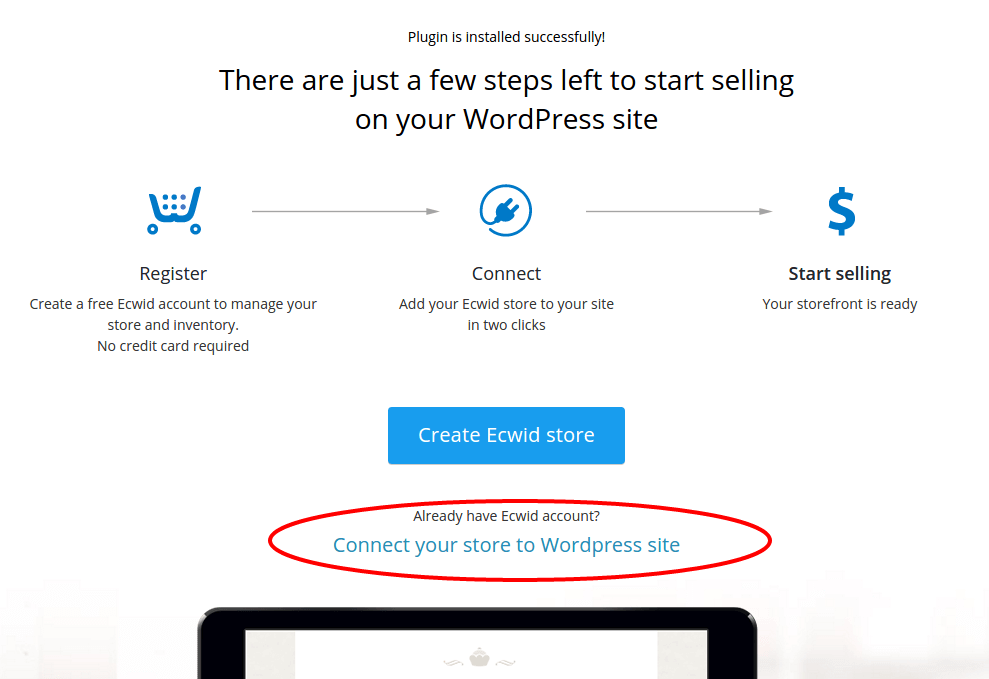 Plugin is installed successfully!
There are just a few steps left to start selling
on your WordPress site
$
Register
Create a free Ecwid account to manage your
store and inventory.
No credit card required
Connect
Add your Ecwid store to your site
in two clicks
Start selling
Your storefront is ready
Create Ecwid store
Already have Ecwid account?
Connect your store to Wordpress site